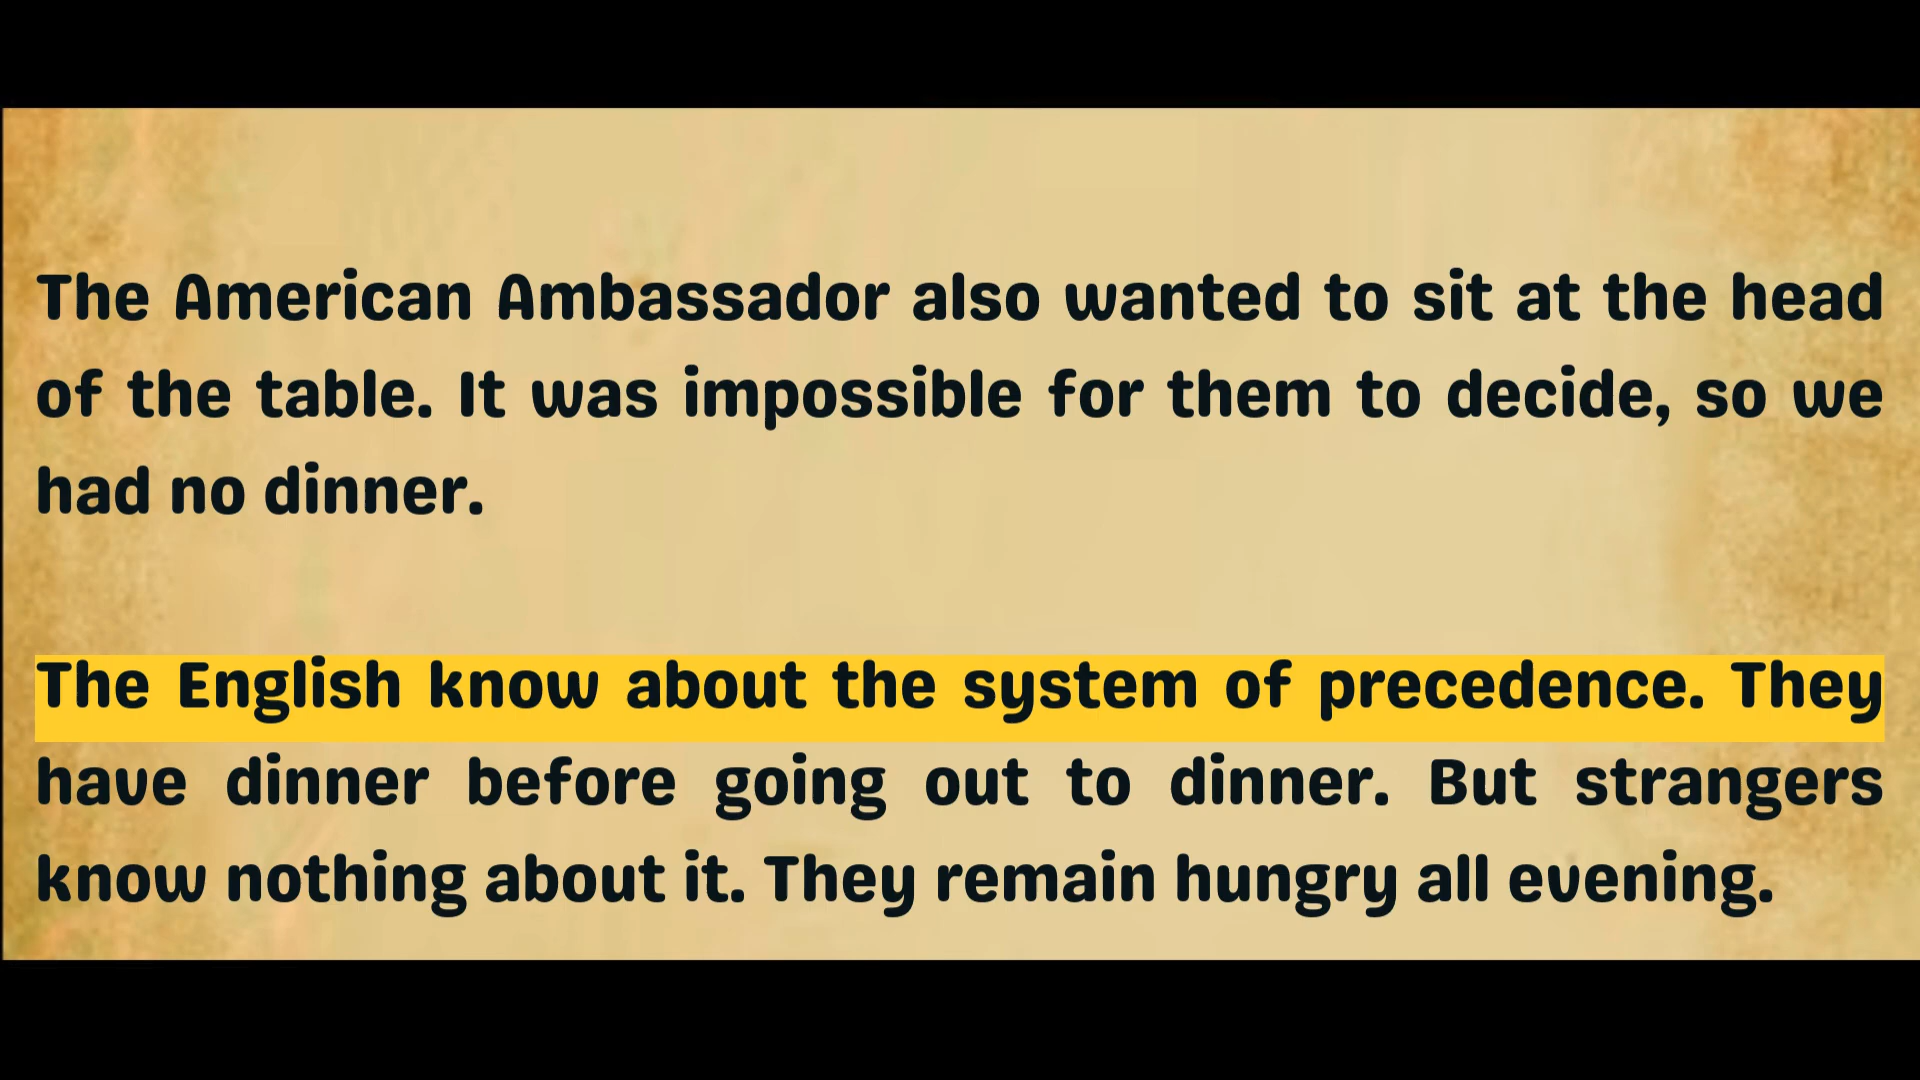 The American Ambassador also wanted to sit at the head
of the table. It was impossible for them to decide, so we
had no dinner.
The English know about the system of precedence. They
have dinner before going out to dinner. But strangers
know nothing about it. They remain hungry all evening.